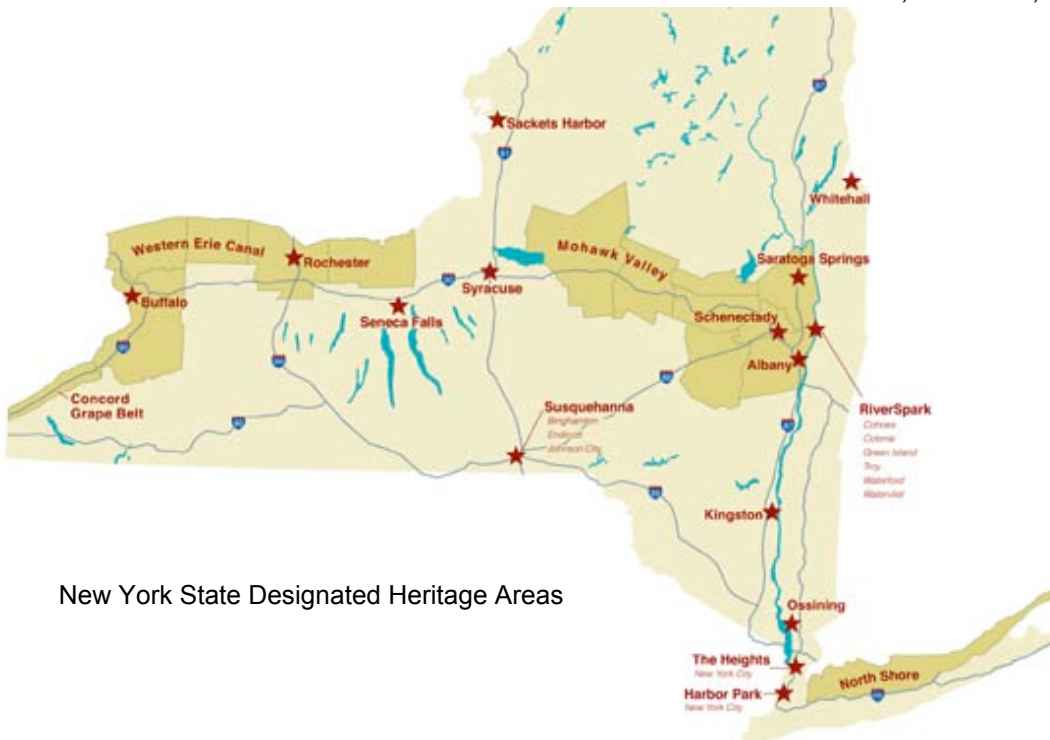 Sackets Harbor
81
87
Whitehall
Western Erie Canal
Rochester
Mohawk Valley
Saratoga Springs
Buffalo
Syracuse
Seneca Falls
Schenectady
Albany
Concord
Grape Belt
Susquehanna
Binghamton
Endicott
Johnson City
RiverSpark
Cohoes
Colonie
Green Island
Troy
Waterford
Watervliet
Kingston
New York State Designated Heritage Areas
Ossining
The Heights
New York City
Harbor Park
New York City
North Shore